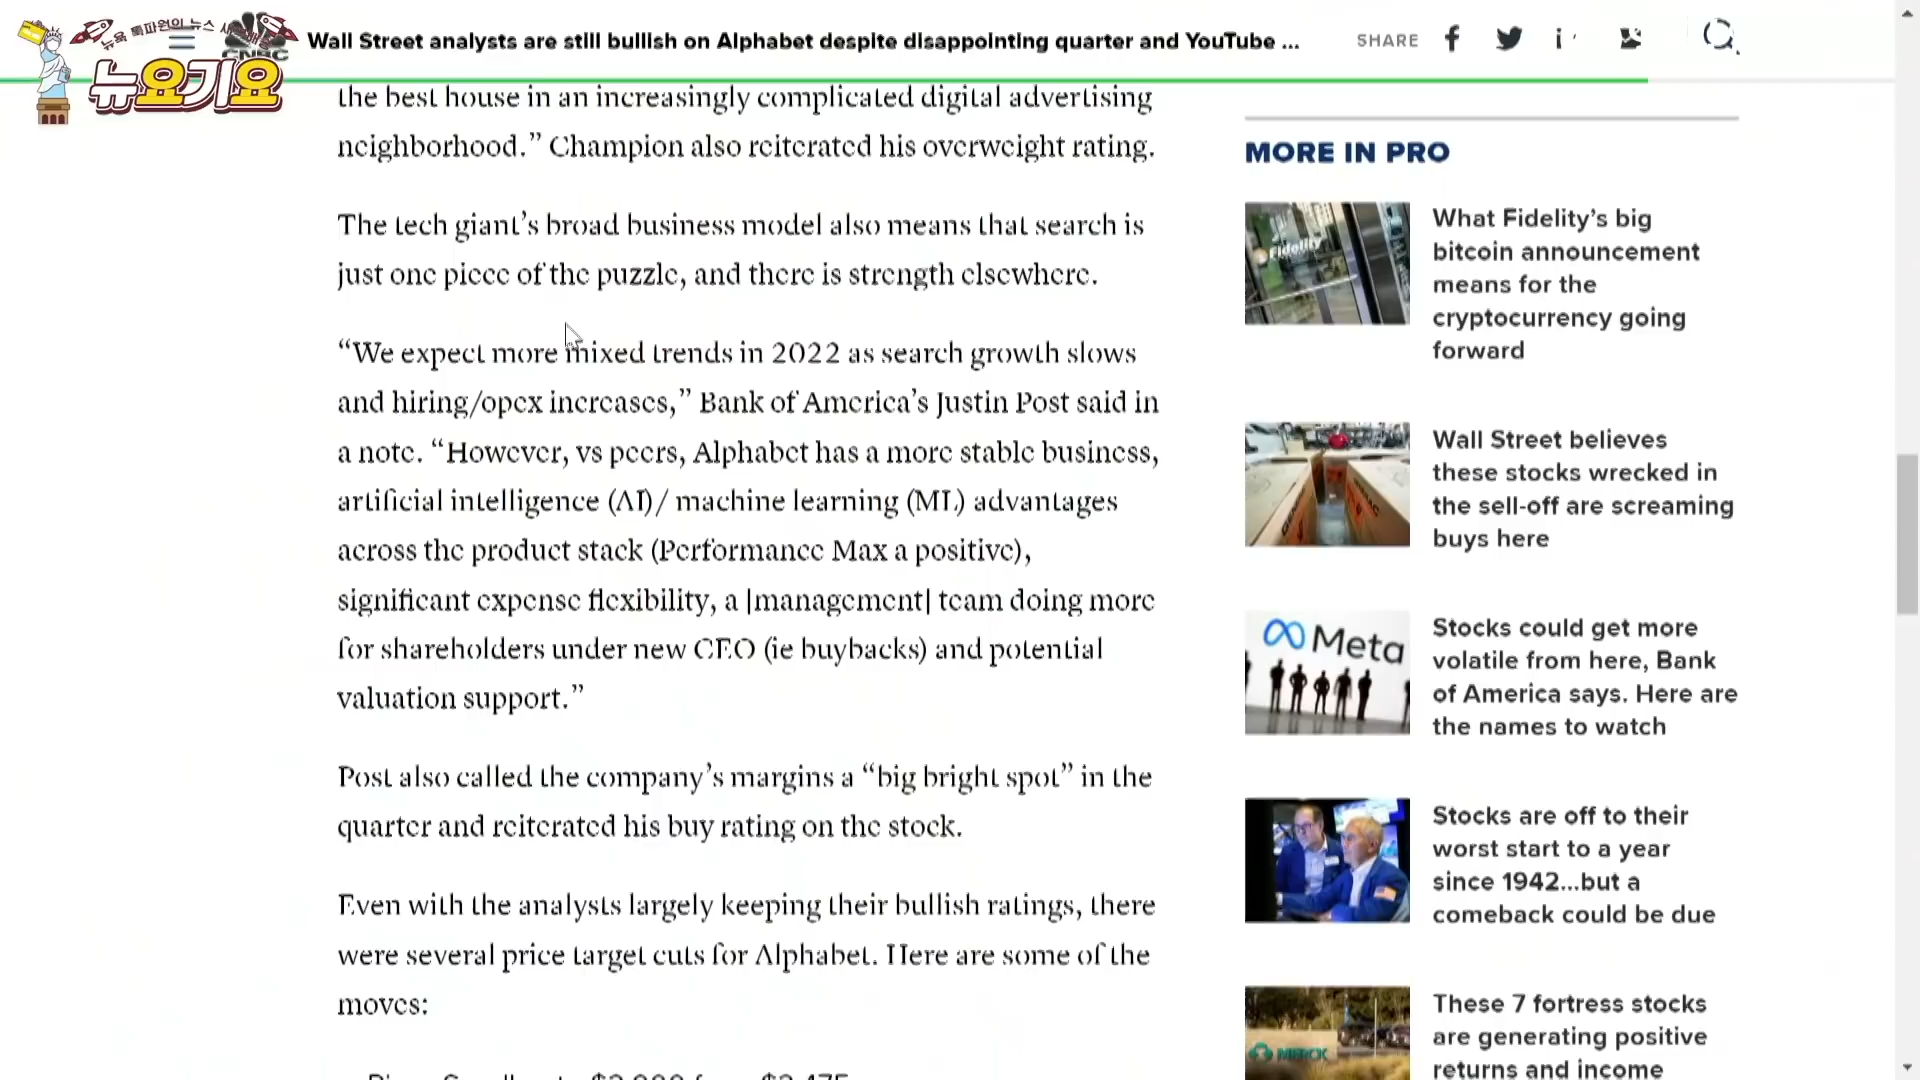 뉴욕 특파원의 뉴스
뉴요기요
CNBC
Wall Street analysts are still bullish on Alphabet despite disappointing quarter and YouTube ...
SHARE
the best house in an increasingly complicated digital advertising
neighborhood.” Champion also reiterated his overweight rating.
The tech giant’s broad business model also means that search is
just one piece of the puzzle, and there is strength elsewhere.
“We expect more mixed trends in 2022 as search growth slows
and hiring/opex increases,” Bank of America’s Justin Post said in
a note. “However, vs peers, Alphabet has a more stable business,
artificial intelligence (AI)/ machine learning (ML) advantages
across the product stack (Performance Max a positive),
significant expense flexibility, a [management] team doing more
for shareholders under new CFO (ie buybacks) and potential
valuation support.”
Post also called the company’s margins a “big bright spot” in the
quarter and reiterated his buy rating on the stock.
Even with the analysts largely keeping their bullish ratings, there
were several price target cuts for Alphabet. Here are some of the
moves:
MORE IN PRO
Fidelity
What Fidelity’s big
bitcoin announcement
means for the
cryptocurrency going
forward
Wall Street believes
these stocks wrecked in
the sell-off are screaming
buys here
Meta
Stocks could get more
volatile from here, Bank
of America says. Here are
the names to watch
Stocks are off to their
worst start to a year
since 1942...but a
comeback could be due
MERCK
These 7 fortress stocks
are generating positive
returns and income